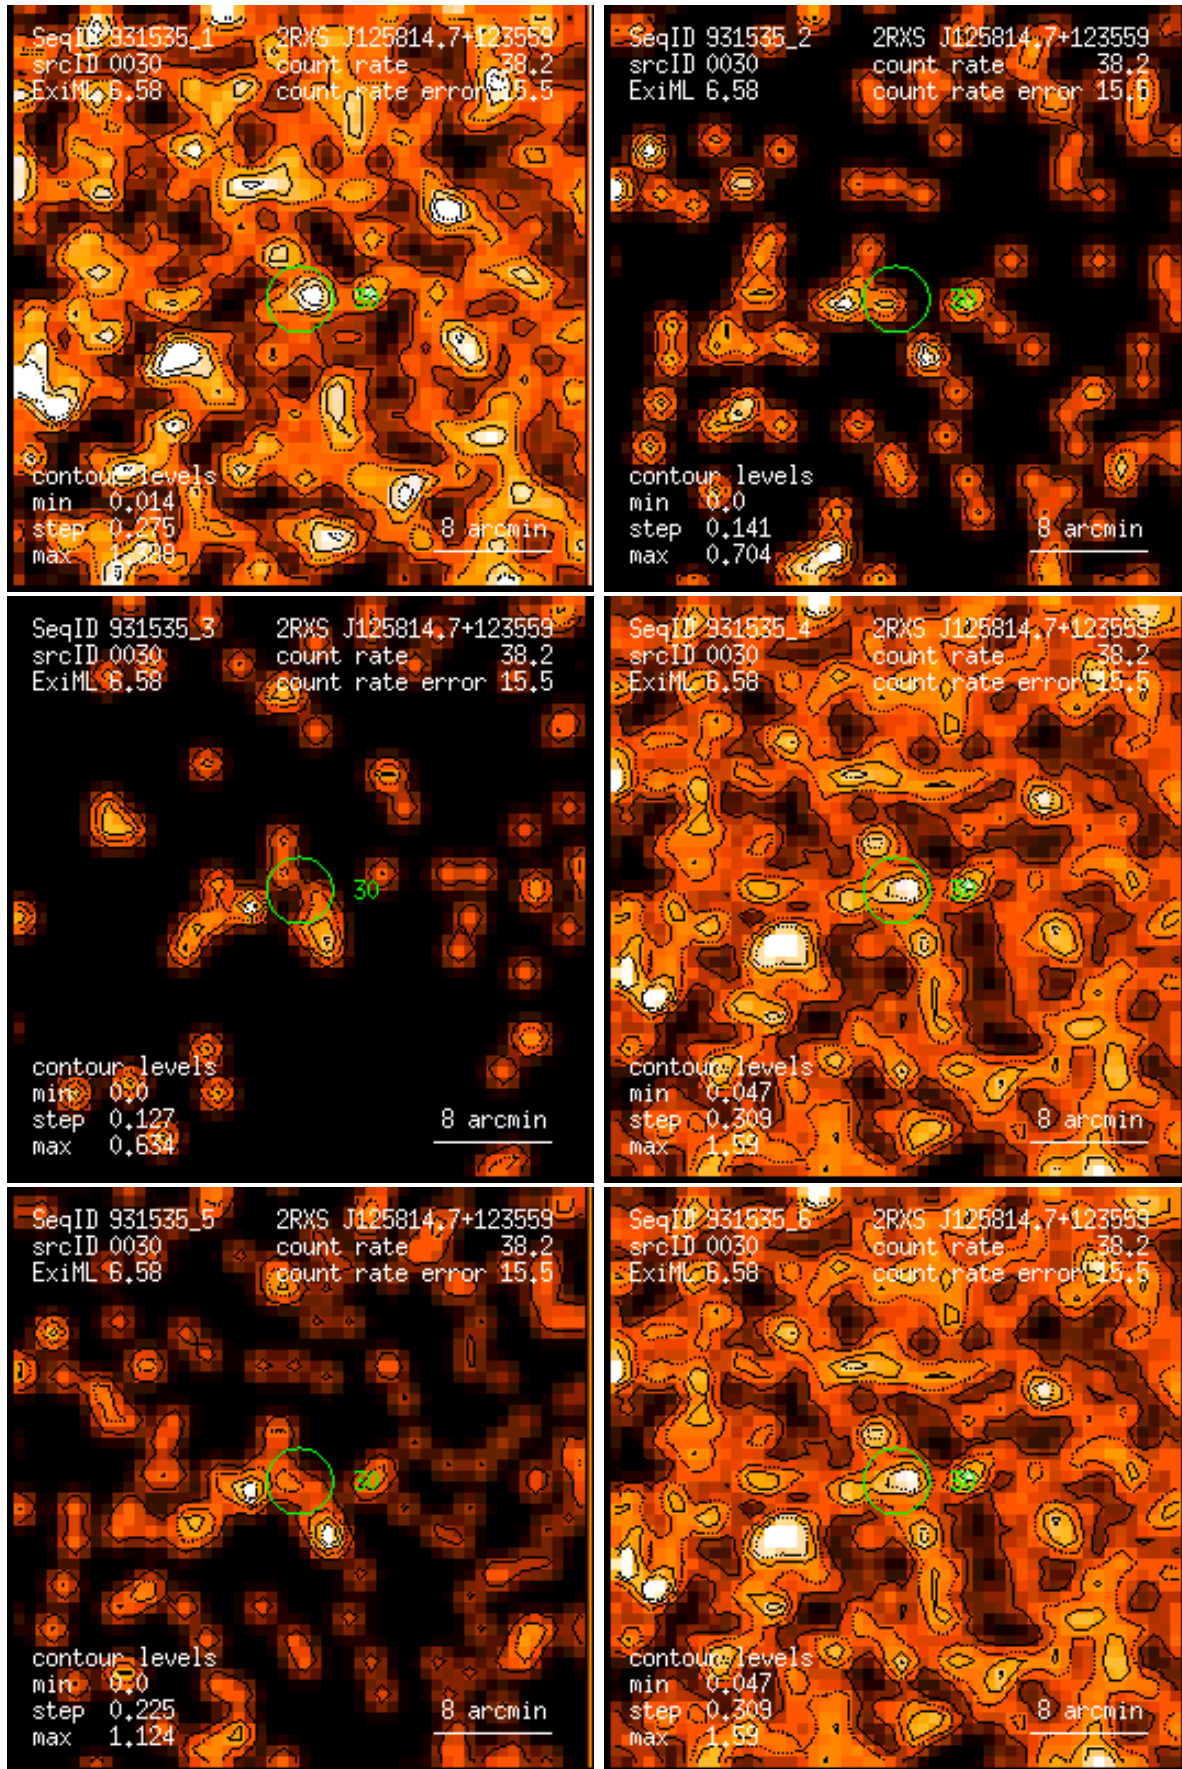 SeqID 931535_1 2RXS J125814.7+123559
srcID 0030 count rate 38.2
ExiML 6.58 count rate error 15.5
30
contour levels
min 0.014
step 0.275
max 1.388
8 arcmin
SeqID 931535_2 2RXS J125814.7+123559
srcID 0030 count rate 38.2
ExiML 6.58 count rate error 15.5
30
contour levels
min 0.0
step 0.141
max 0.704
8 arcmin
SeqID 931535_3 2RXS J125814.7+123559
srcID 0030 count rate 38.2
ExiML 6.58 count rate error 15.5
30
contour levels
min 0.0
step 0.127
max 0.634
8 arcmin
SeqID 931535_4 2RXS J125814.7+123559
srcID 0030 count rate 38.2
ExiML 6.58 count rate error 15.5
30
contour levels
min 0.047
step 0.309
max 1.59
8 arcmin
SeqID 931535_5 2RXS J125814.7+123559
srcID 0030 count rate 38.2
ExiML 6.58 count rate error 15.5
30
contour levels
min 0.0
step 0.225
max 1.124
8 arcmin
SeqID 931535_6 2RXS J125814.7+123559
srcID 0030 count rate 38.2
ExiML 6.58 count rate error 15.5
30
contour levels
min 0.047
step 0.309
max 1.59
8 arcmin